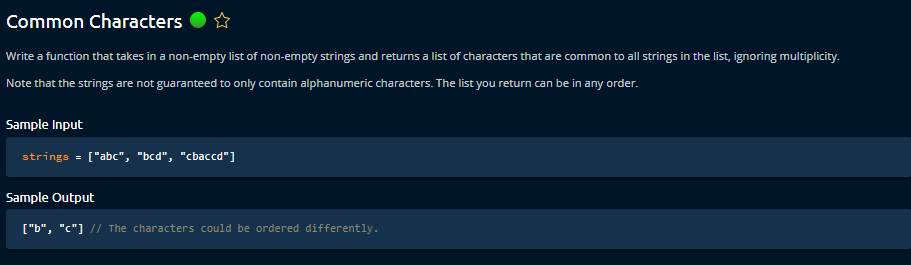 Common Characters
Write a function that takes in a non-empty list of non-empty strings and returns a list of characters that are common to all strings in the list, ignoring multiplicity.
Note that the strings are not guaranteed to only contain alphanumeric characters. The list you return can be in any order.
Sample Input
strings = ["abc", "bcd", "cbaccd"]
Sample Output
["b", "c"] // The characters could be ordered differently.